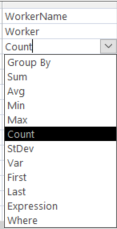 WorkerName
Worker
Count
Group By
Sum
Avg
Min
Max
Count
StDev
Var
First
Last
Expression
Where